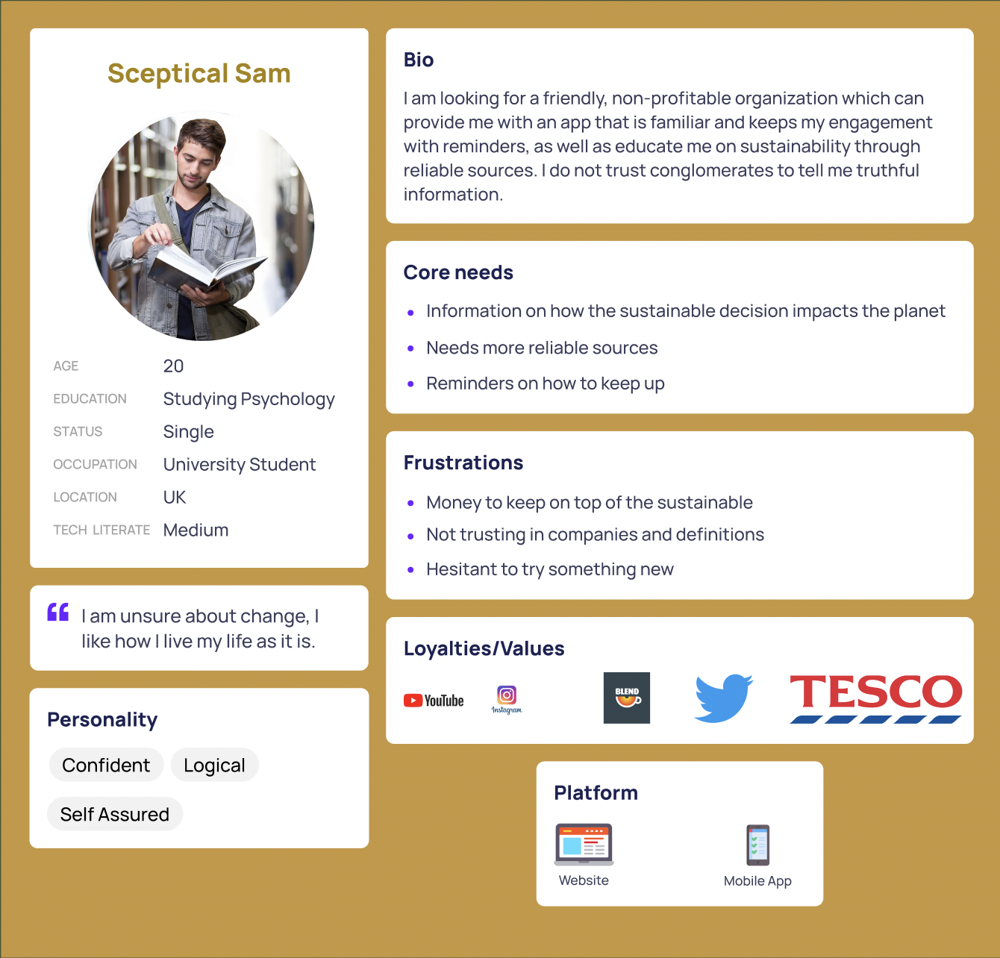 Sceptical Sam
AGE 20
EDUCATION Studying Psychology
STATUS Single
OCCUPATION University Student
LOCATION UK
TECH LITERATE Medium
“ I am unsure about change, I
like how I live my life as it is.
Personality
Confident Logical
Self Assured
Bio
I am looking for a friendly, non-profitable organization which can
provide me with an app that is familiar and keeps my engagement
with reminders, as well as educate me on sustainability through
reliable sources. I do not trust conglomerates to tell me truthful
information.
Core needs
• Information on how the sustainable decision impacts the planet
• Needs more reliable sources
• Reminders on how to keep up
Frustrations
• Money to keep on top of the sustainable
• Not trusting in companies and definitions
• Hesitant to try something new
Loyalties/Values
YouTube Instagram BLEND TESCO
Platform
Website Mobile App